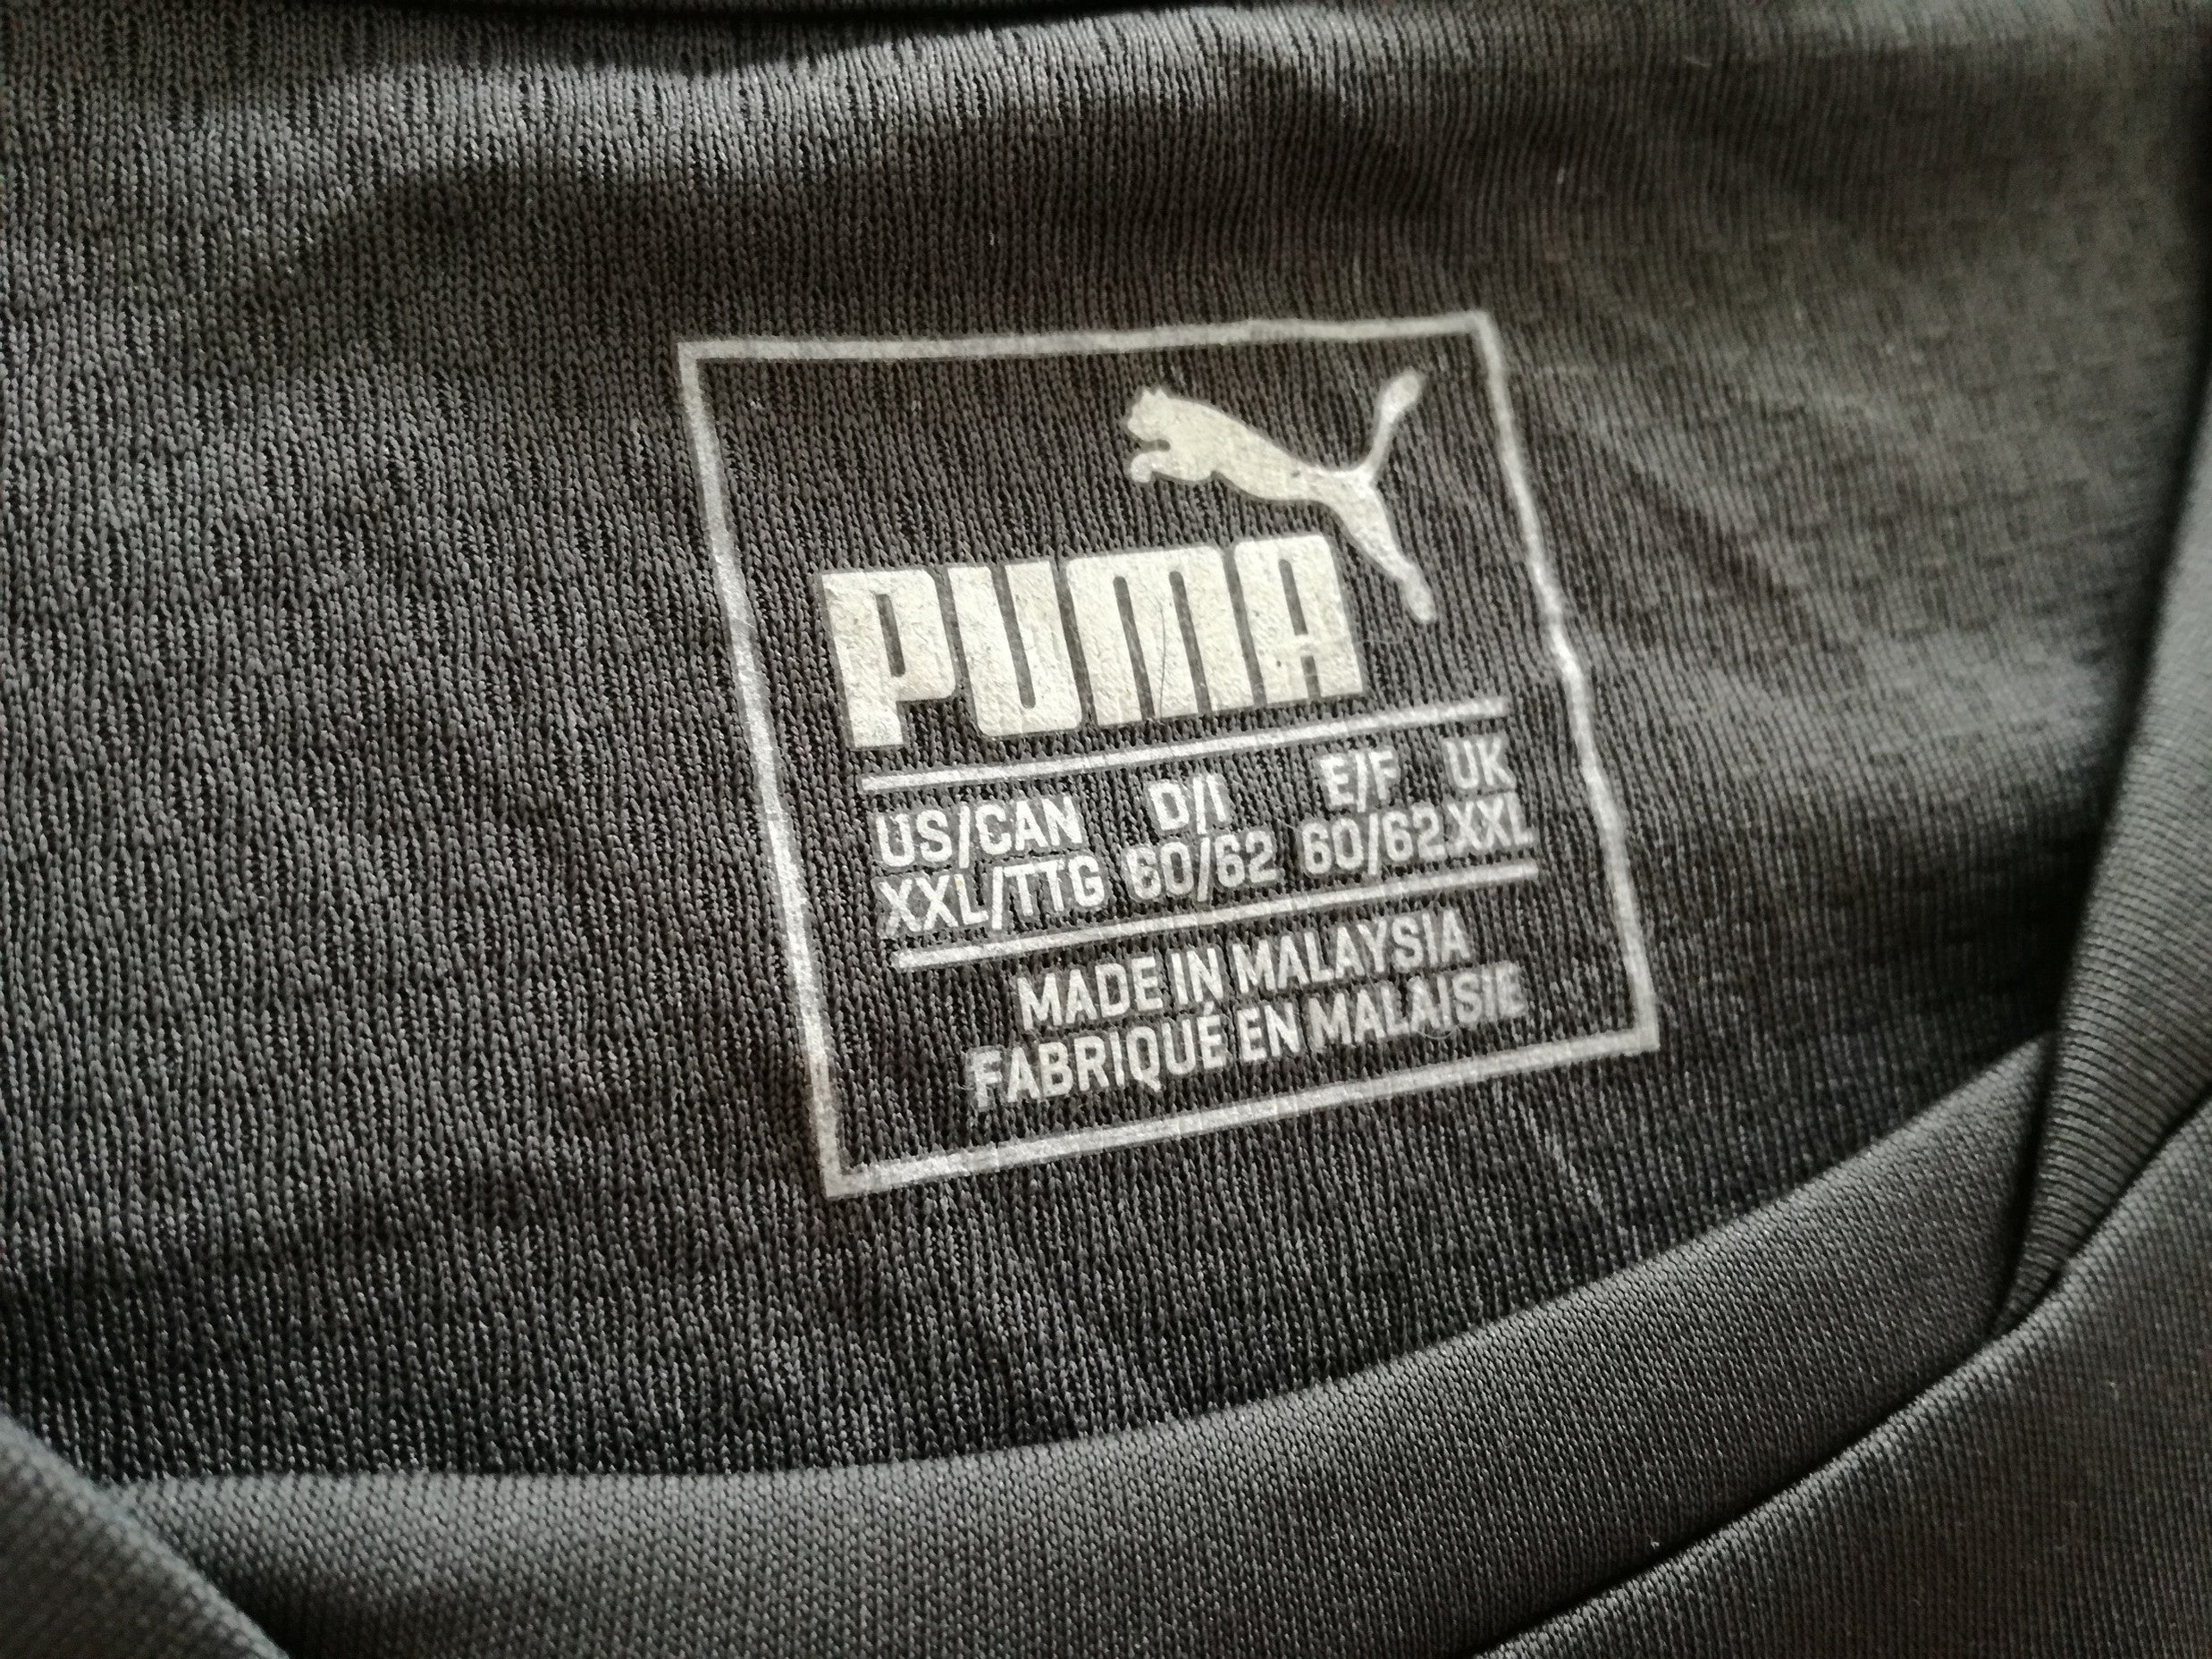 PUMA
US/CAN D/I E/F UK
XXL/TTG 60/62 60/62 XXL
MADE IN MALAYSIA
FABRIQUÉ EN MALAISIE